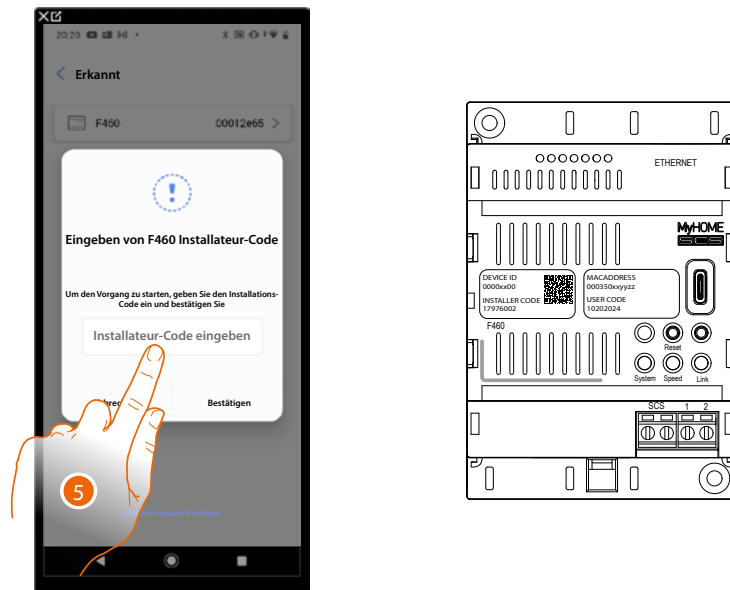 20:20
Erkannt
F460 00012e65
Eingeben von F460 Installateur-Code
Um den Vorgang zu starten, geben Sie den Installations-
Code ein und bestätigen Sie
Installateur-Code eingeben
Bestätigen
5
ETHERNET
MyHOME
SCS
DEVICE ID
0000xx00
INSTALLER CODE
17976002
MACADDRESS
000350xxyyzz
USER CODE
10202024
F460
Reset
System Speed Link
SCS 1 2